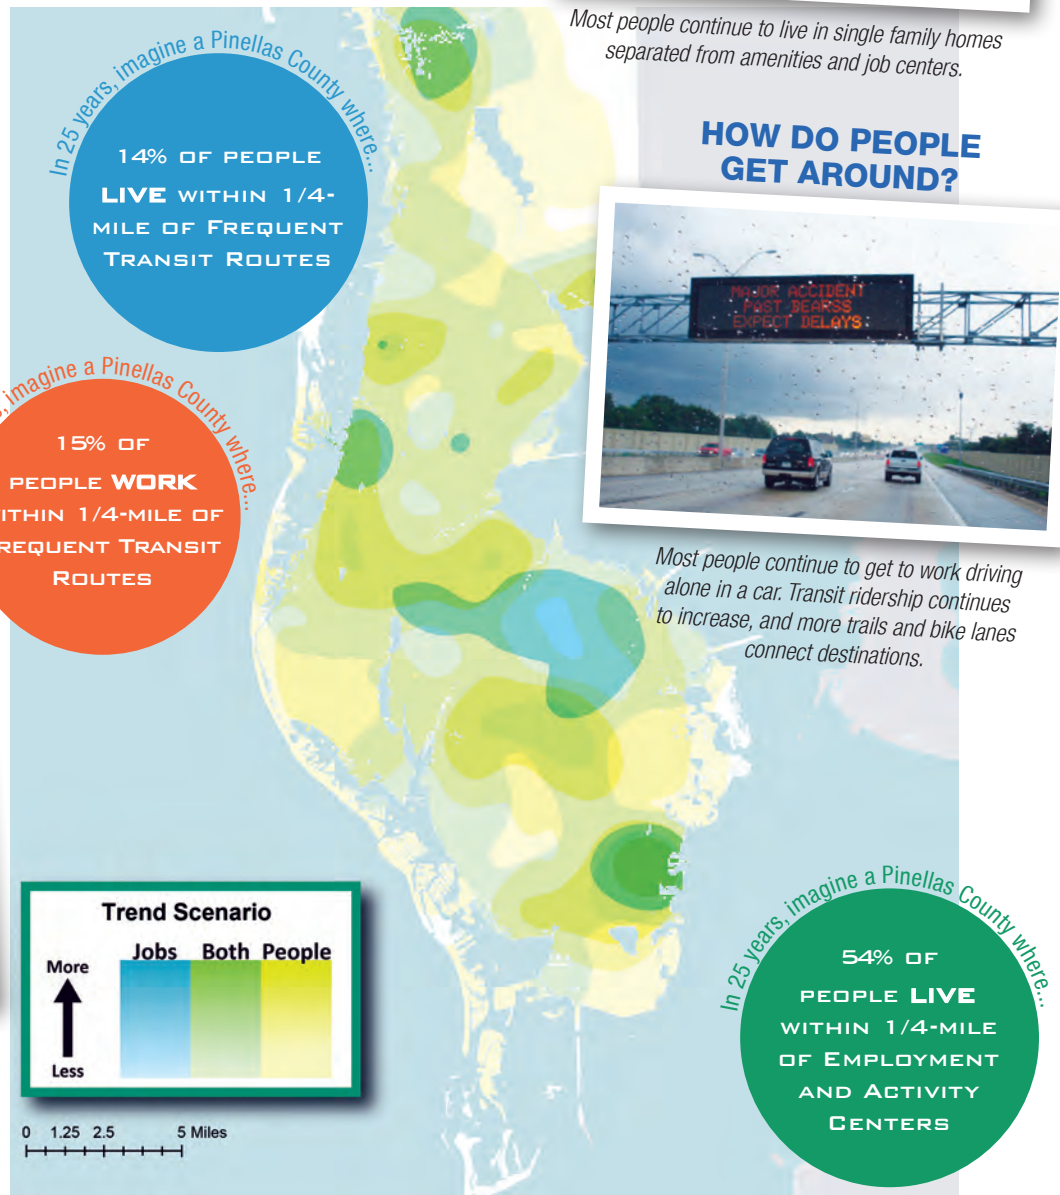 Most people continue to live in single family homes
separated from amenities and job centers.
In 25 years, imagine a Pinellas County where...
14% OF PEOPLE
LIVE WITHIN 1/4-
MILE OF FREQUENT
TRANSIT ROUTES
HOW DO PEOPLE
GET AROUND?
MAJOR ACCIDENT
PAST BEARSS
EXPECT DELAYS
imagine a Pinellas County where...
15% OF
PEOPLE WORK
ITHIN 1/4-MILE OF
REQUENT TRANSIT
ROUTES
Most people continue to get to work driving
alone in a car. Transit ridership continues
to increase, and more trails and bike lanes
connect destinations.
Trend Scenario
Jobs Both People
More
Less
0 1.25 2.5 5 Miles
In 25 years, imagine a Pinellas County where...
54% OF
PEOPLE LIVE
WITHIN 1/4-MILE
OF EMPLOYMENT
AND ACTIVITY
CENTERS